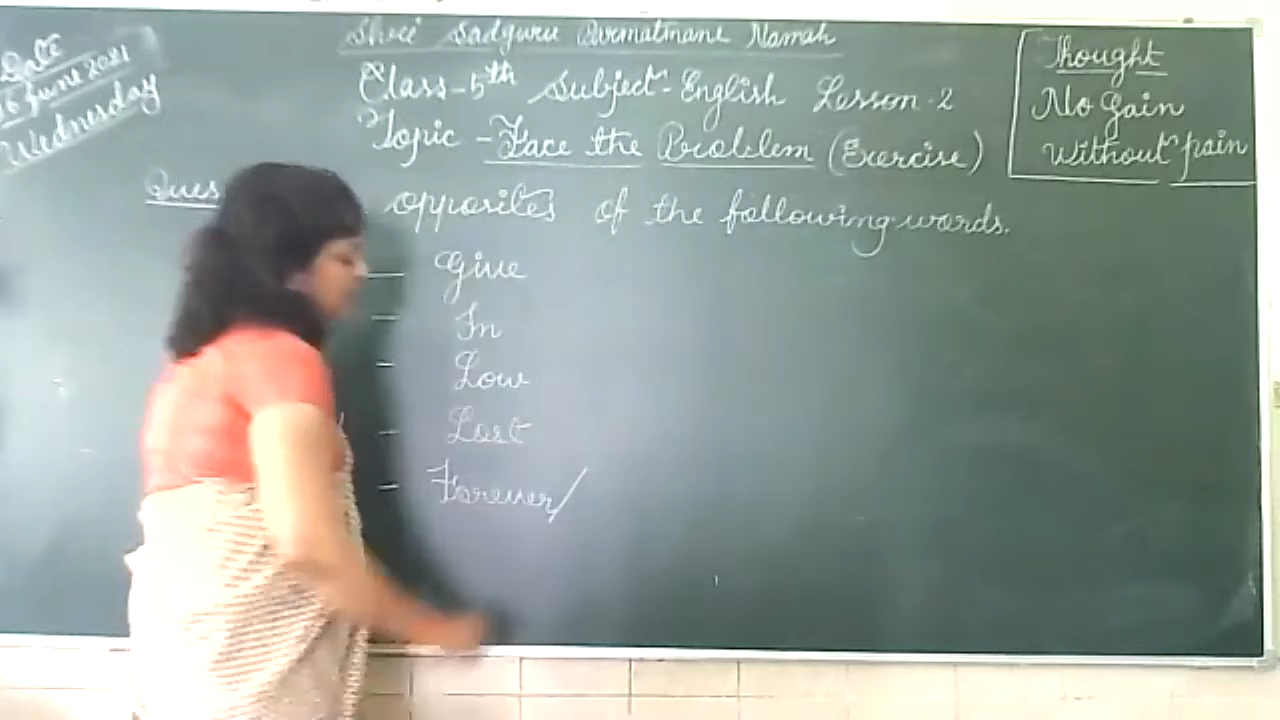 Shree Sadguru Parmatmane Namah
Date
16 June 2021
Wednesday
Class-5th Subject-English Lesson-2
Topic - Face the Problem (Exercise)
Thought
No Gain
without pain
Ques opposites of the following words.
Give
In
Low
Last
Forever/